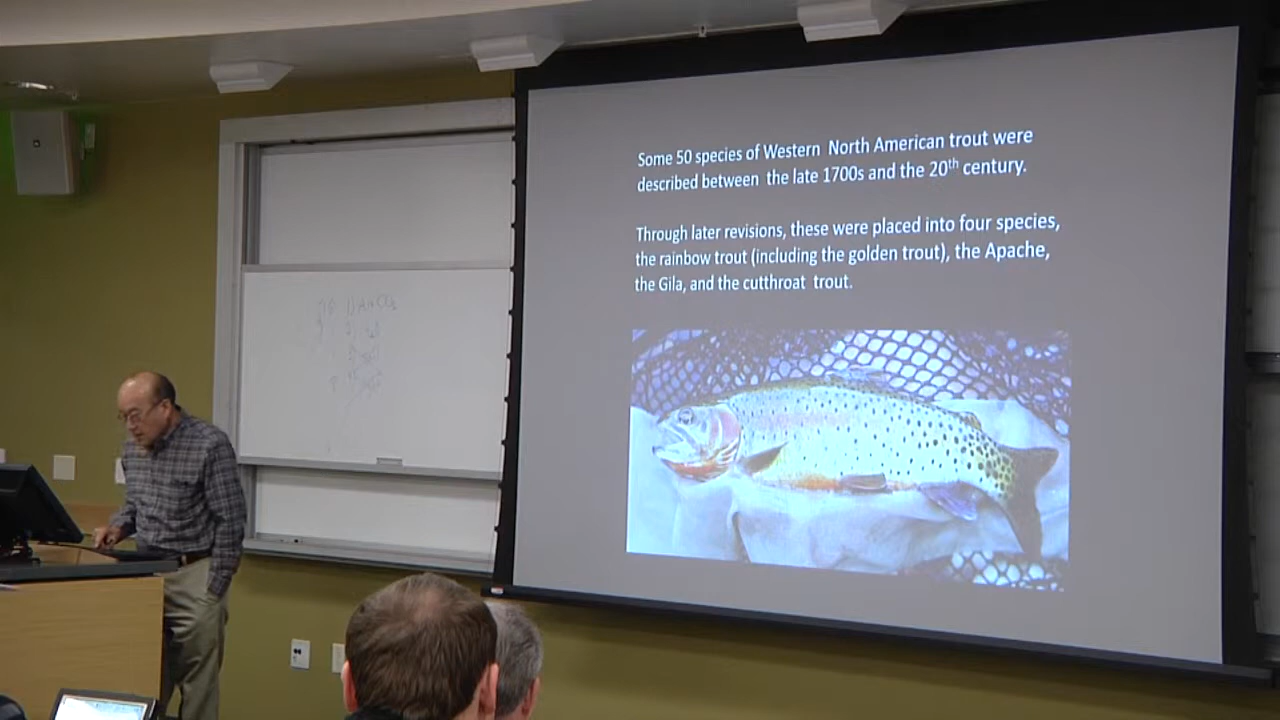 Some 50 species of Western North American trout were
described between the late 1700s and the 20th century.
Through later revisions, these were placed into four species,
the rainbow trout (including the golden trout), the Apache,
the Gila, and the cutthroat trout.